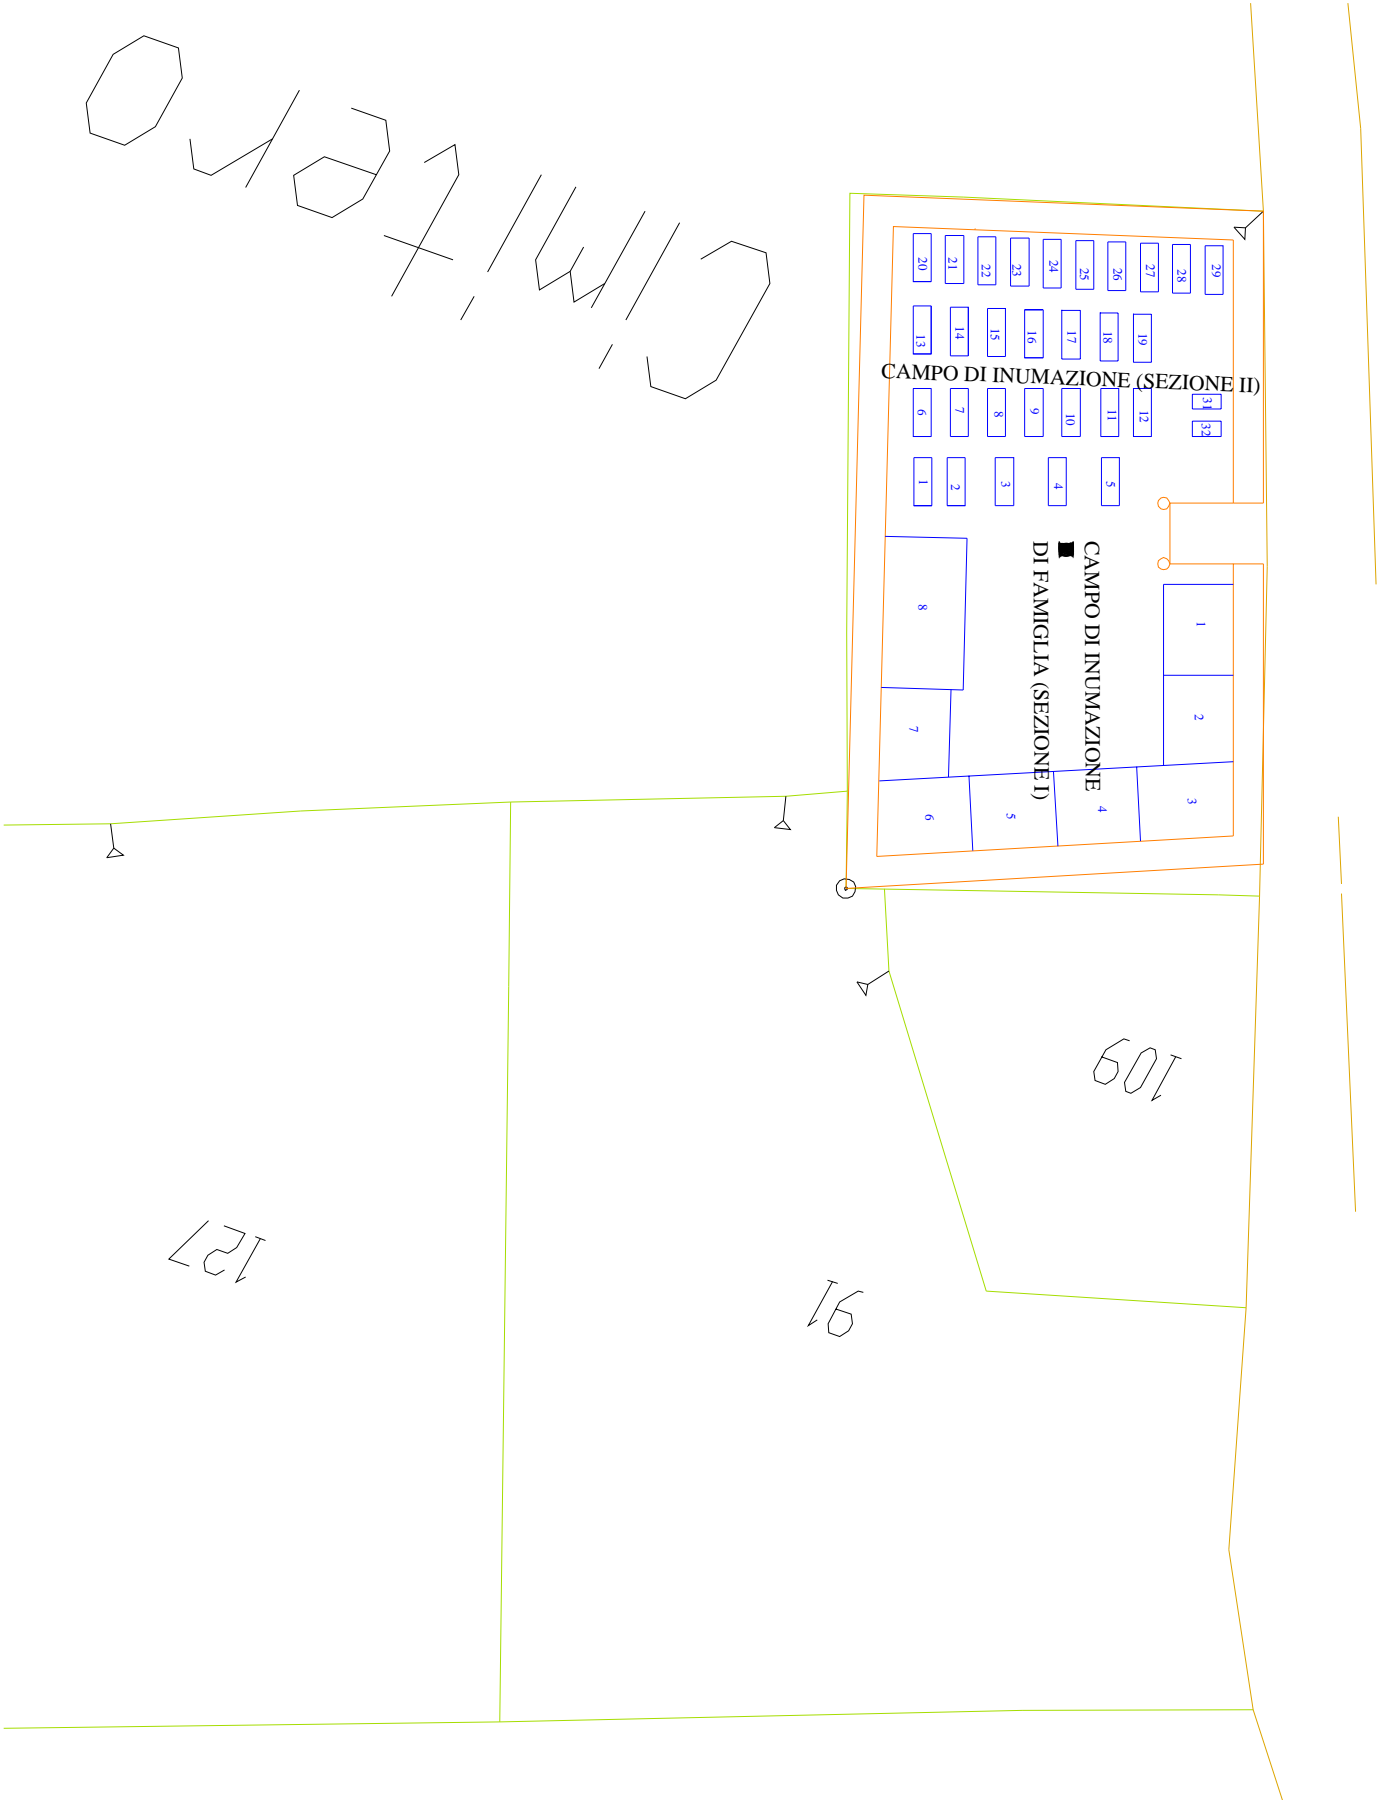 Cimitero
20 21 22 23 24 25 26 27 28 29
13 14 15 16 17 18 19
CAMPO DI INUMAZIONE (SEZIONE II)
6 7 8 9 10 11 12 31
32
1 2 3 4 5
CAMPO DI INUMAZIONE
DI FAMIGLIA (SEZIONE I)
8 1
7 2
6 5 4 3
109
127
91